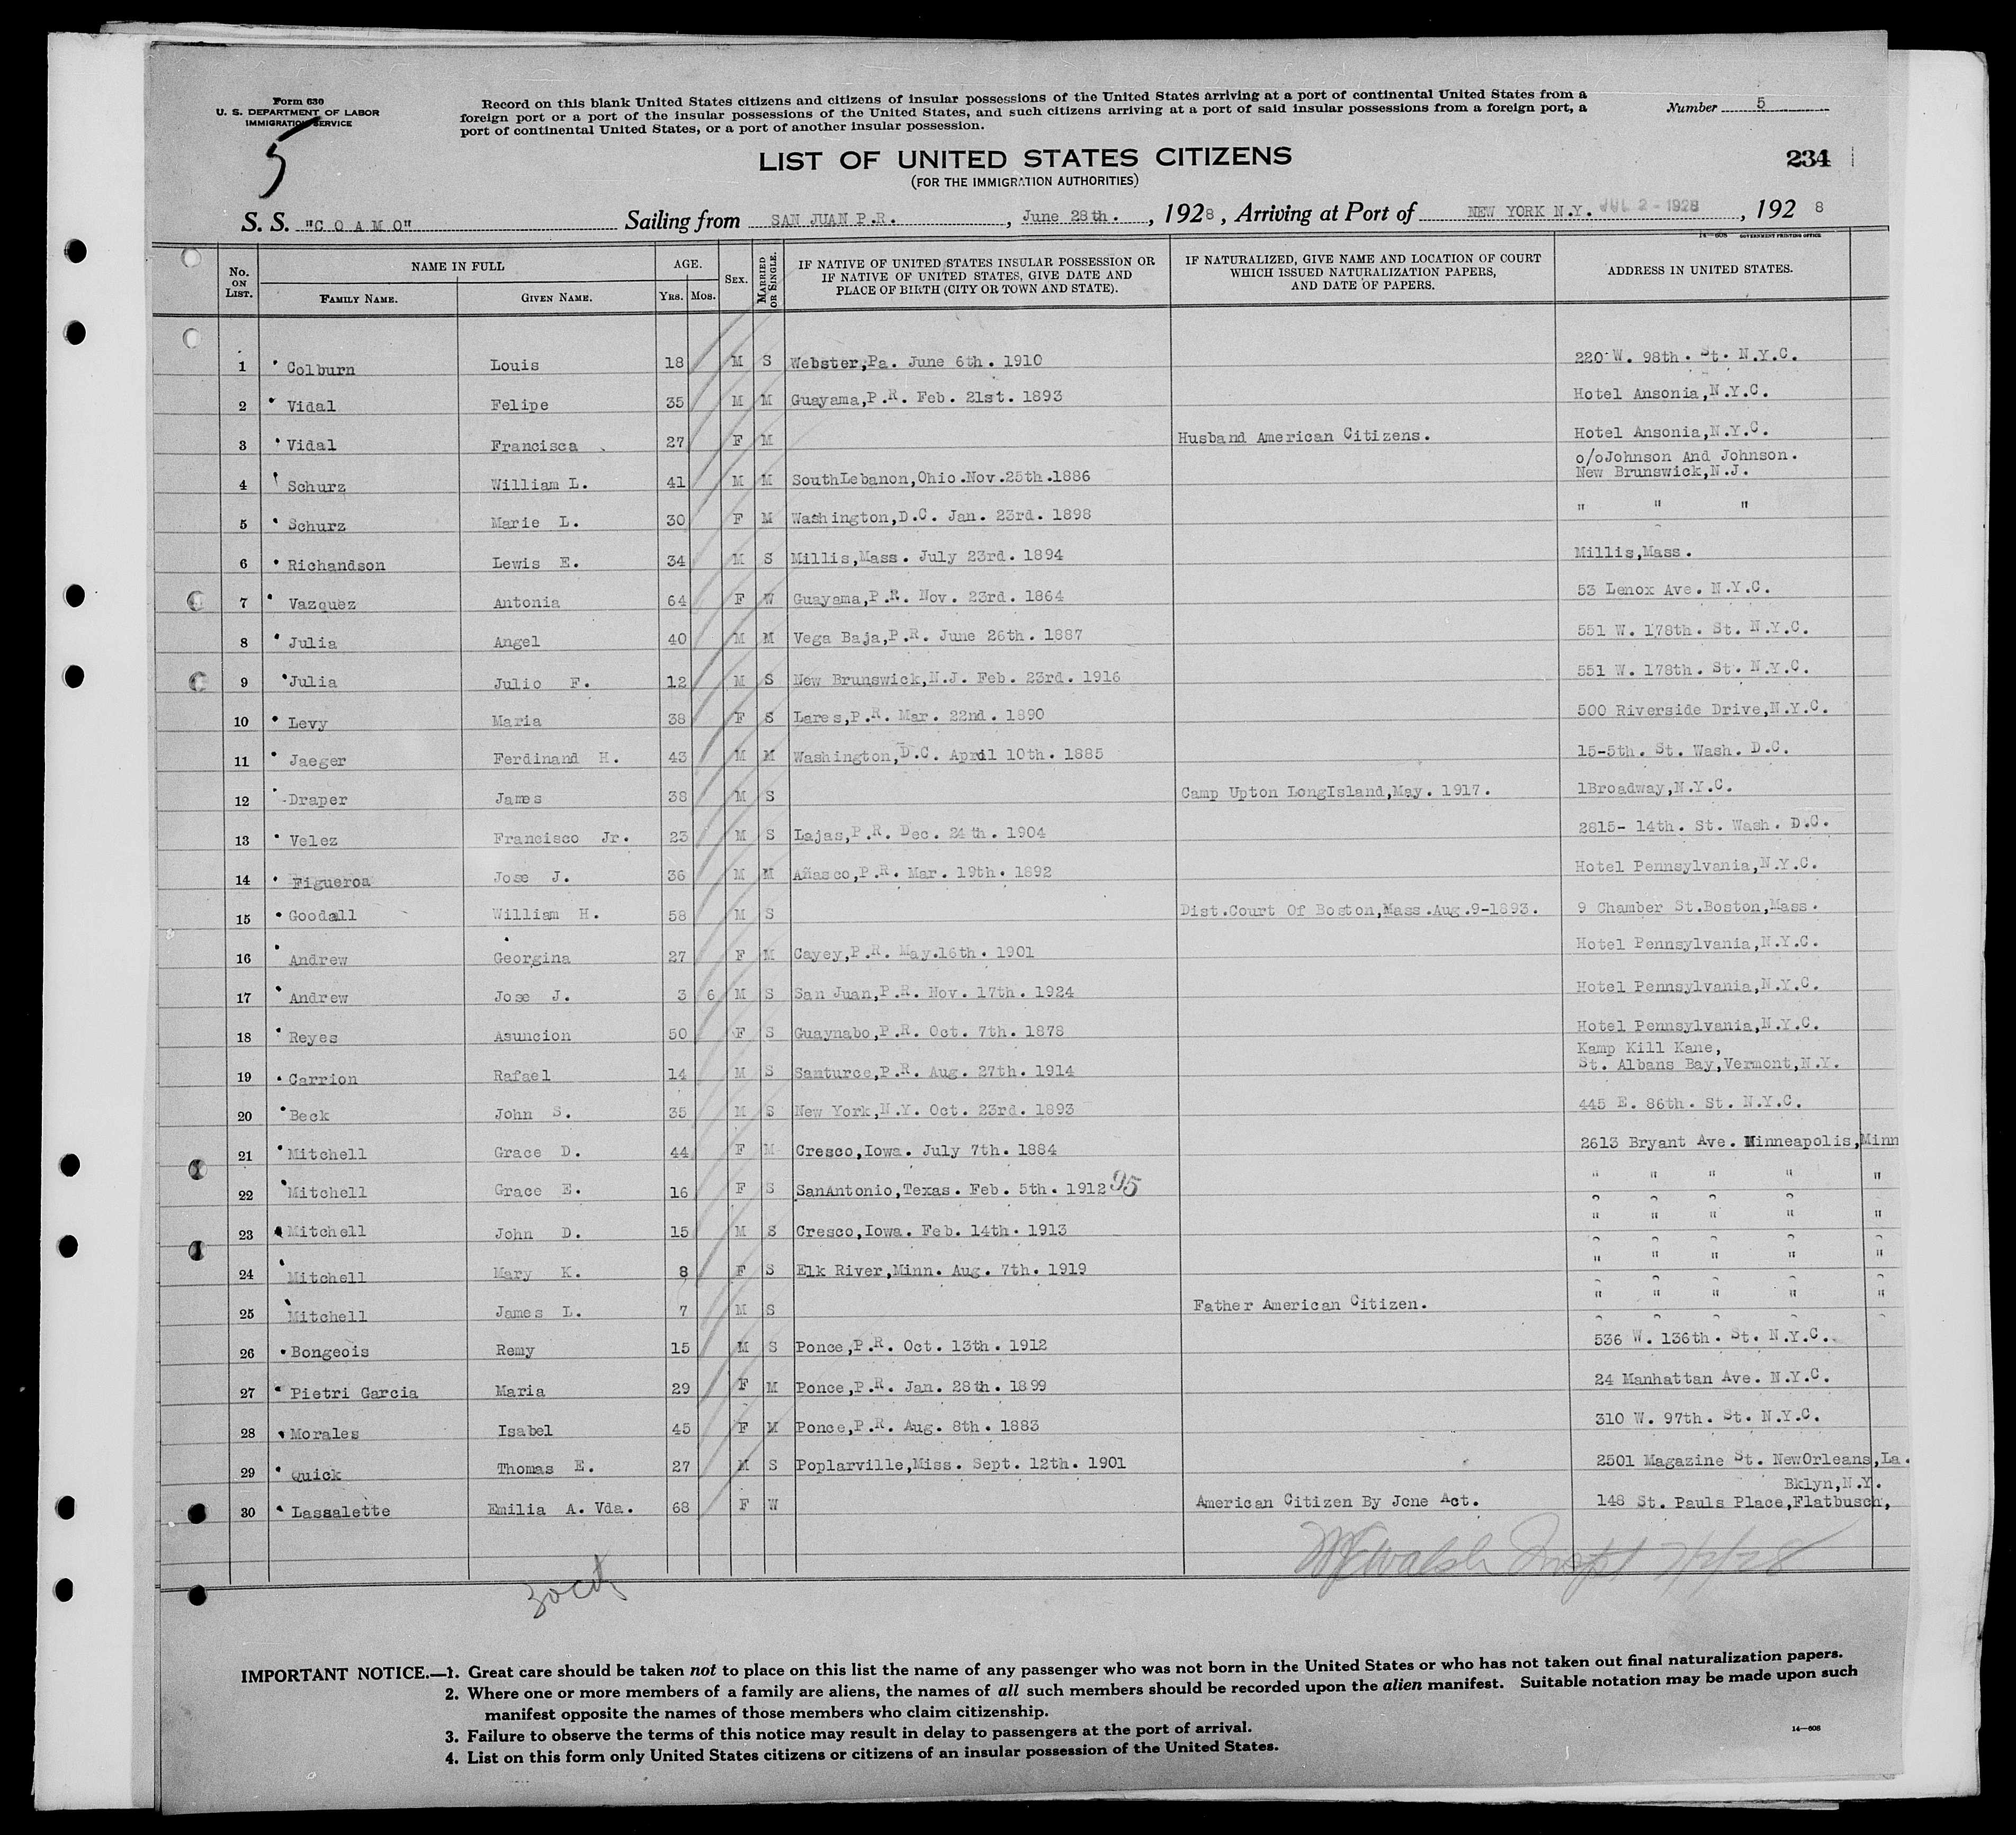 Form 630
U. S. DEPARTMENT OF LABOR
IMMIGRATION SERVICE
5
Record on this blank United States citizens and citizens of insular possessions of the United States arriving at a port of continental United States from a
foreign port or a port of the insular possessions of the United States, and such citizens arriving at a port of said insular possessions from a foreign port, a
port of continental United States, or a port of another insular possession.
Number 5
LIST OF UNITED STATES CITIZENS
(FOR THE IMMIGRATION AUTHORITIES)
234
S. S. "C O A M O" Sailing from SAN JUAN P.R. , June 28th. , 1928 , Arriving at Port of NEW YORK N.Y. JUL 2 - 1928 , 192 8
14—608 GOVERNMENT PRINTING OFFICE
No. ON LIST. NAME IN FULL FAMILY NAME. GIVEN NAME. AGE. YRS. MOS. SEX. MARRIED OR SINGLE. IF NATIVE OF UNITED STATES INSULAR POSSESSION OR IF NATIVE OF UNITED STATES, GIVE DATE AND PLACE OF BIRTH (CITY OR TOWN AND STATE). IF NATURALIZED, GIVE NAME AND LOCATION OF COURT WHICH ISSUED NATURALIZATION PAPERS, AND DATE OF PAPERS. ADDRESS IN UNITED STATES.
1 Colburn Louis 18 M S Webster,Pa. June 6th. 1910 220 W. 98th. St. N.Y.C.
2 Vidal Felipe 35 M M Guayama,P.R. Feb. 21st. 1893 Hotel Ansonia,N.Y.C.
3 Vidal Francisca 27 F M Husband American Citizens. Hotel Ansonia,N.Y.C.
4 Schurz William L. 41 M M SouthLebanon,Ohio.Nov.25th.1886 o/oJohnson And Johnson. New Brunswick,N.J.
5 Schurz Marie L. 30 F M Washington,D.C. Jan. 23rd. 1898 " " "
6 Richandson Lewis E. 34 M S Millis,Mass. July 23rd. 1894 Millis,Mass.
7 Vazquez Antonia 64 F W Guayama,P.R. Nov. 23rd. 1864 53 Lenox Ave. N.Y.C.
8 Julia Angel 40 M M Vega Baja,P.R. June 26th. 1887 551 W. 178th. St. N.Y.C.
9 Julia Julio F. 12 M S New Brunswick,N.J. Feb. 23rd. 1916 551 W. 178th. St. N.Y.C.
10 Levy Maria 38 F S Lares,P.R. Mar. 22nd. 1890 500 Riverside Drive,N.Y.C.
11 Jaeger Ferdinand H. 43 M M Washington,D.C. April 10th. 1885 15-5th. St. Wash. D.C.
12 Draper James 38 M S Camp Upton LongIsland,May. 1917. 1Broadway,N.Y.C.
13 Velez Francisco Jr. 23 M S Lajas,P.R. Dec. 24th. 1904 2815- 14th. St. Wash. D.C.
14 Figueroa Jose J. 36 M M Añasco,P.R. Mar. 19th. 1892 Hotel Pennsylvania,N.Y.C.
15 Goodall William H. 58 M S Dist.Court Of Boston,Mass.Aug.9-1893. 9 Chamber St.Boston,Mass.
16 Andrew Georgina 27 F M Cayey,P.R. May.16th. 1901 Hotel Pennsylvania,N.Y.C.
17 Andrew Jose J. 3 6 M S San Juan,P.R. Nov. 17th. 1924 Hotel Pennsylvania,N.Y.C.
18 Reyes Asuncion 50 F S Guaynabo,P.R. Oct. 7th. 1878 Hotel Pennsylvania,N.Y.C.
19 Carrion Rafael 14 M S Santurce,P.R. Aug. 27th. 1914 Kamp Kill Kane, St. Albans Bay,Vermont,N.Y.
20 Beck John S. 35 M S New York,N.Y. Oct. 23rd. 1893 445 E. 86th. St. N.Y.C.
21 Mitchell Grace D. 44 F M Cresco,Iowa. July 7th. 1884 2613 Bryant Ave. Minneapolis,Minn
22 Mitchell Grace E. 16 F S SanAntonio,Texas. Feb. 5th. 1912 95 " " " " "
23 Mitchell John D. 15 M S Cresco,Iowa. Feb. 14th. 1913 " " " " "
24 Mitchell Mary K. 8 F S Elk River,Minn. Aug. 7th. 1919 " " " " "
25 Mitchell James L. 7 M S Father American Citizen. " " " " "
26 Bongeois Remy 15 M S Ponce,P.R. Oct. 13th. 1912 536 W. 136th. St. N.Y.C.
27 Pietri Garcia Maria 29 F M Ponce,P.R. Jan. 28th. 1899 24 Manhattan Ave. N.Y.C.
28 Morales Isabel 45 F M Ponce,P.R. Aug. 8th. 1883 310 W. 97th. St. N.Y.C.
29 Quick Thomas E. 27 M S Poplarville,Miss. Sept. 12th. 1901 2501 Magazine St. NewOrleans,La.
30 Lassalette Emilia A. Vda. 68 F W American Citizen By Jone Act. Bklyn,N.Y. 148 St. Pauls Place,Flatbusch,
Walsh 7/2/28
IMPORTANT NOTICE.—1. Great care should be taken not to place on this list the name of any passenger who was not born in the United States or who has not taken out final naturalization papers.
2. Where one or more members of a family are aliens, the names of all such members should be recorded upon the alien manifest. Suitable notation may be made upon such
manifest opposite the names of those members who claim citizenship.
3. Failure to observe the terms of this notice may result in delay to passengers at the port of arrival.
4. List on this form only United States citizens or citizens of an insular possession of the United States.
14—608